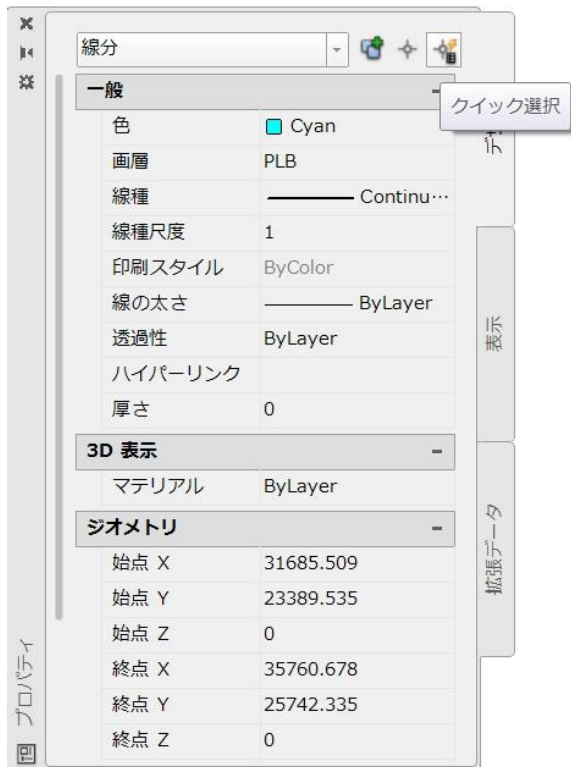 線分
クイック選択
一般
色 Cyan
画層 PLB
線種 Continu…
線種尺度 1
印刷スタイル ByColor
線の太さ ByLayer
透過性 ByLayer
ハイパーリンク
厚さ 0
3D 表示
マテリアル ByLayer
ジオメトリ
始点 X 31685.509
始点 Y 23389.535
始点 Z 0
終点 X 35760.678
終点 Y 25742.335
終点 Z 0
表示
拡張データ
プロパティ